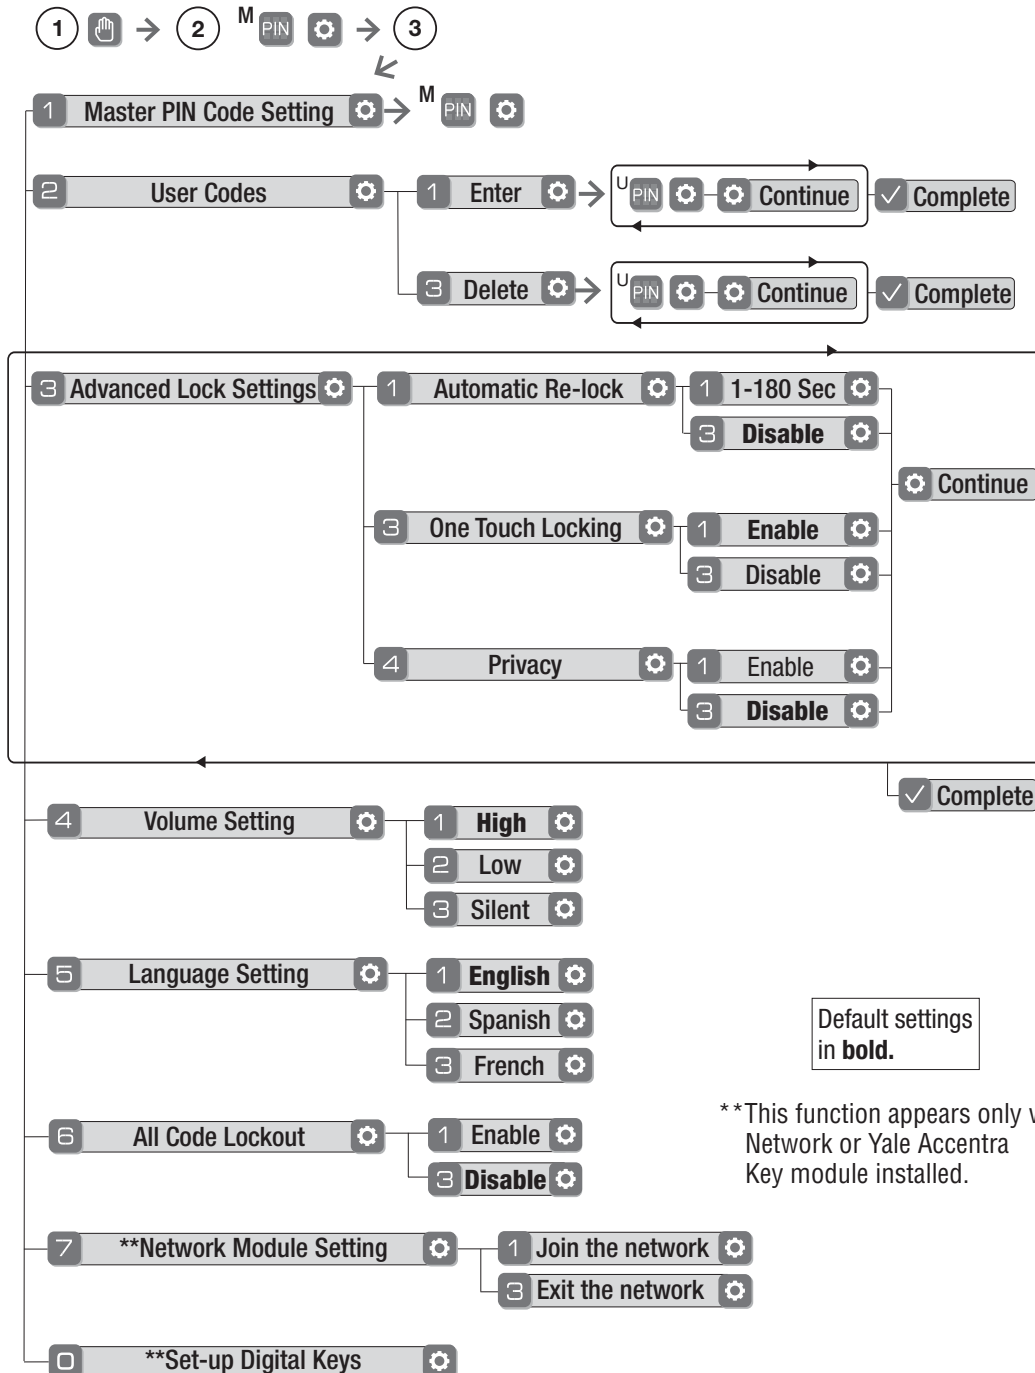 1 2 M PIN 3
1 Master PIN Code Setting M PIN
2 User Codes 1 Enter U PIN Continue Complete
3 Delete U PIN Continue Complete
3 Advanced Lock Settings 1 Automatic Re-lock 1 1-180 Sec
3 Disable
Continue
3 One Touch Locking 1 Enable
3 Disable
4 Privacy 1 Enable
3 Disable
Complete
4 Volume Setting 1 High
2 Low
3 Silent
5 Language Setting 1 English
2 Spanish
3 French
Default settings
in bold.
**This function appears only
Network or Yale Accentra
Key module installed.
6 All Code Lockout 1 Enable
3 Disable
7 **Network Module Setting 1 Join the network
3 Exit the network
0 **Set-up Digital Keys